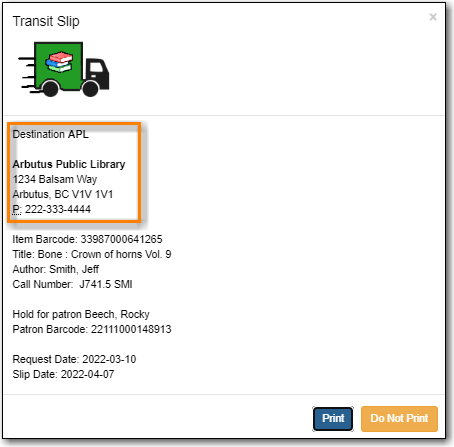 Transit Slip
×
Destination APL
Arbutus Public Library
1234 Balsam Way
Arbutus, BC V1V 1V1
P: 222-333-4444
Item Barcode: 33987000641265
Title: Bone : Crown of horns Vol. 9
Author: Smith, Jeff
Call Number: J741.5 SMI
Hold for patron Beech, Rocky
Patron Barcode: 22111000148913
Request Date: 2022-03-10
Slip Date: 2022-04-07
Print
Do Not Print